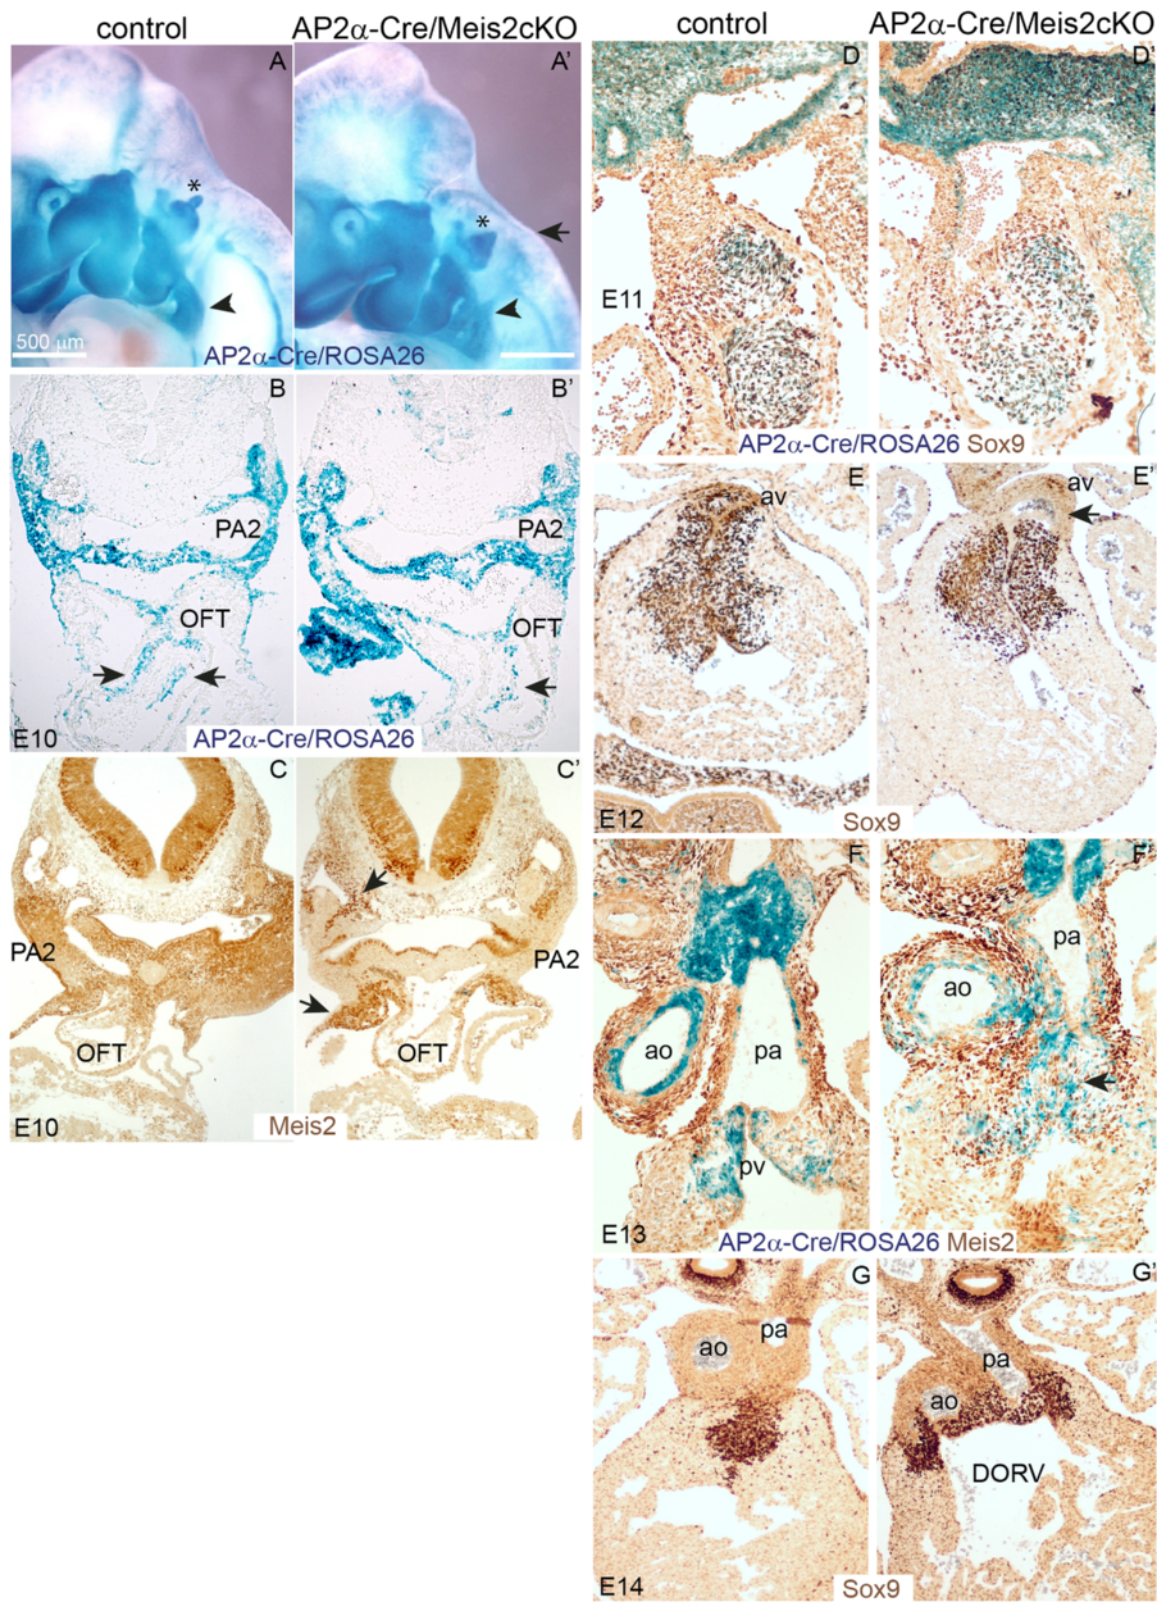 control
AP2α-Cre/Meis2cKO
A
A'
*
*
500 µm
AP2α-Cre/ROSA26
B
B'
PA2
PA2
OFT
OFT
E10
AP2α-Cre/ROSA26
C
C'
PA2
PA2
OFT
OFT
E10
Meis2
control
AP2α-Cre/Meis2cKO
D
D'
E11
AP2α-Cre/ROSA26 Sox9
E
E'
av
av
E12
Sox9
F
F'
pa
ao
ao
pa
pv
E13
AP2α-Cre/ROSA26 Meis2
G
G'
pa
ao
pa
ao
DORV
E14
Sox9